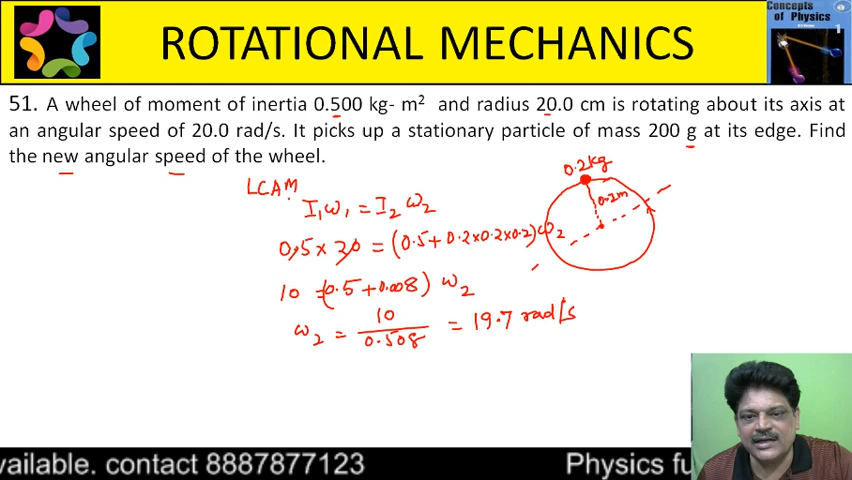 ROTATIONAL MECHANICS
Concepts
of Physics
1
51. A wheel of moment of inertia 0.500 kg- m² and radius 20.0 cm is rotating about its axis at
an angular speed of 20.0 rad/s. It picks up a stationary particle of mass 200 g at its edge. Find
the new angular speed of the wheel.
0.2kg
0.2m
LCAM
I₁ω₁ = I₂ω₂
0.5×20 = (0.5+0.2×0.2×0.2)ω₂
10 = (0.5+0.008) ω₂
ω₂ = 10/0.508 = 19.7 rad/s
vailable. contact 8887877123
Physics fu